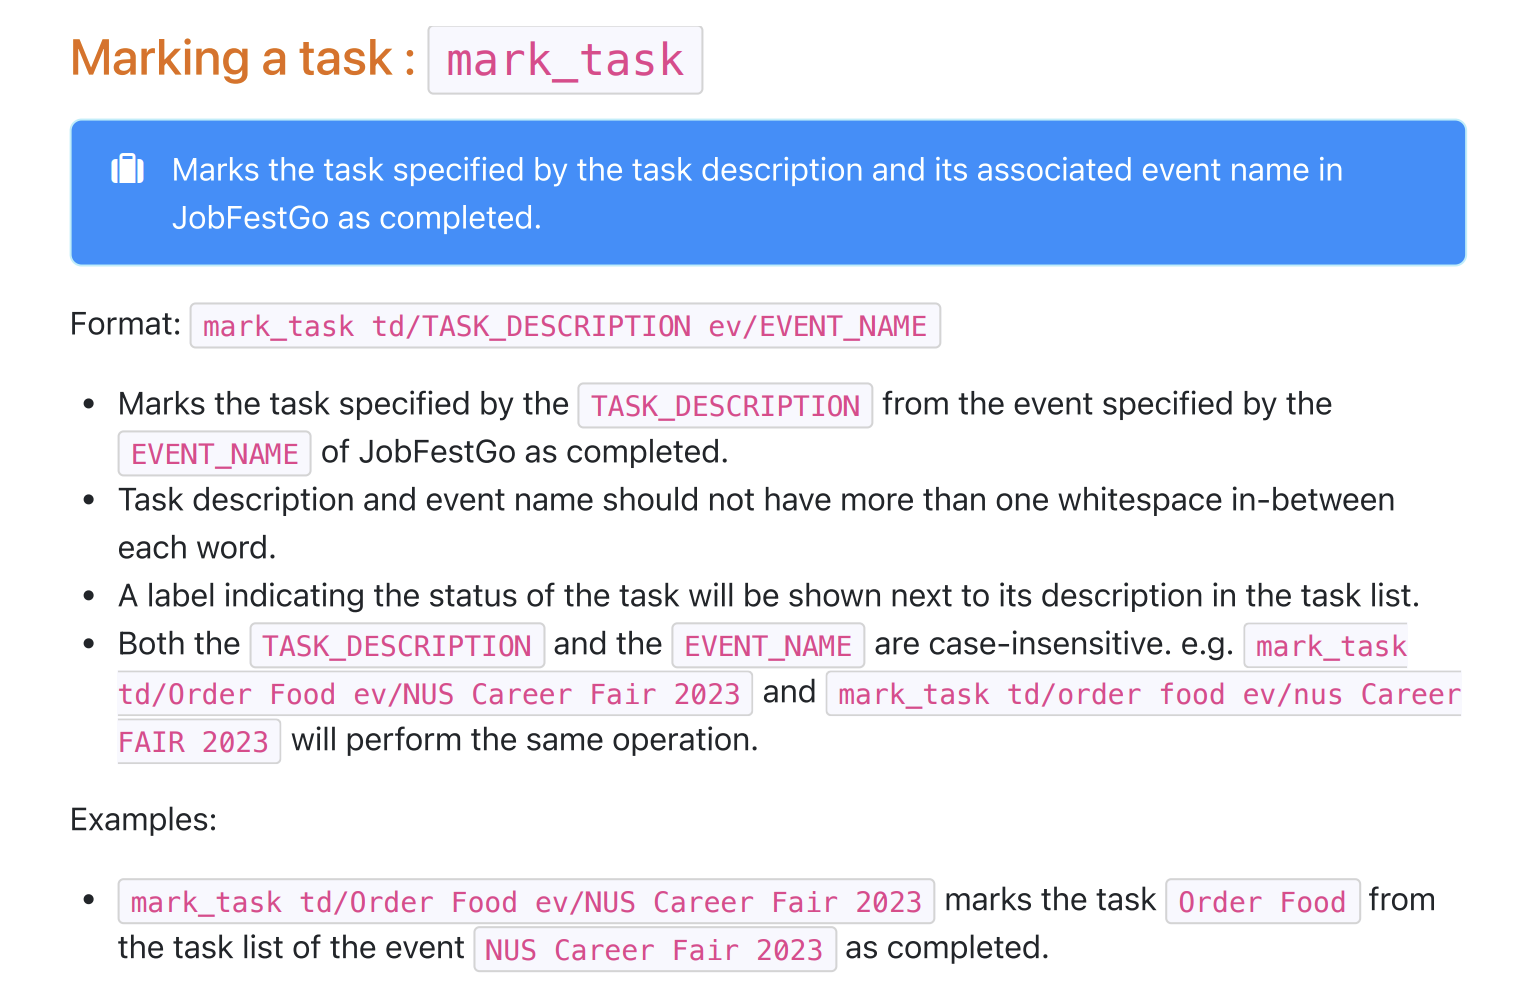 Marking a task : mark_task
Marks the task specified by the task description and its associated event name in
JobFestGo as completed.
Format: mark_task td/TASK_DESCRIPTION ev/EVENT_NAME
• Marks the task specified by the TASK_DESCRIPTION from the event specified by the
EVENT_NAME of JobFestGo as completed.
• Task description and event name should not have more than one whitespace in-between
each word.
• A label indicating the status of the task will be shown next to its description in the task list.
• Both the TASK_DESCRIPTION and the EVENT_NAME are case-insensitive. e.g. mark_task
td/Order Food ev/NUS Career Fair 2023 and mark_task td/order food ev/nus Career
FAIR 2023 will perform the same operation.
Examples:
• mark_task td/Order Food ev/NUS Career Fair 2023 marks the task Order Food from
the task list of the event NUS Career Fair 2023 as completed.